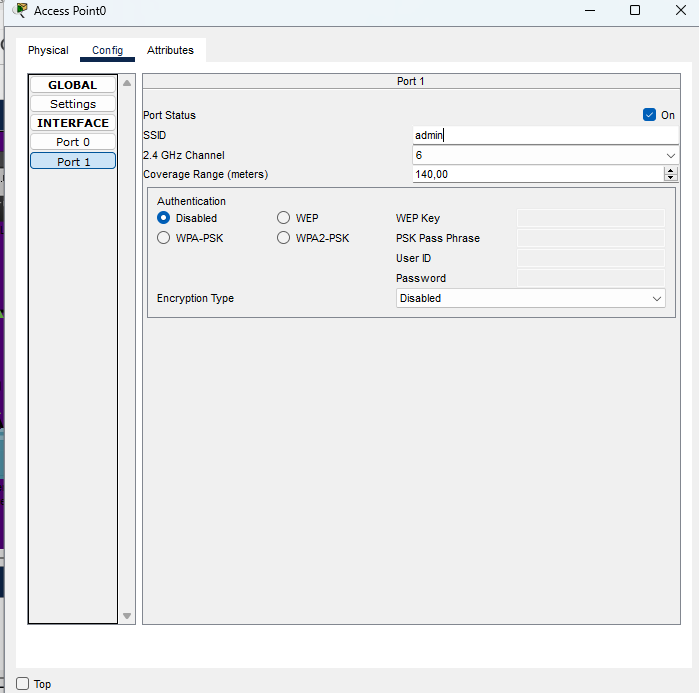 Access Point0
Physical Config Attributes
GLOBAL
Settings
INTERFACE
Port 0
Port 1
Port 1
Port Status On
SSID admin
2.4 GHz Channel 6
Coverage Range (meters) 140,00
Authentication
Disabled WEP WEP Key
WPA-PSK WPA2-PSK PSK Pass Phrase
User ID
Password
Encryption Type Disabled
Top